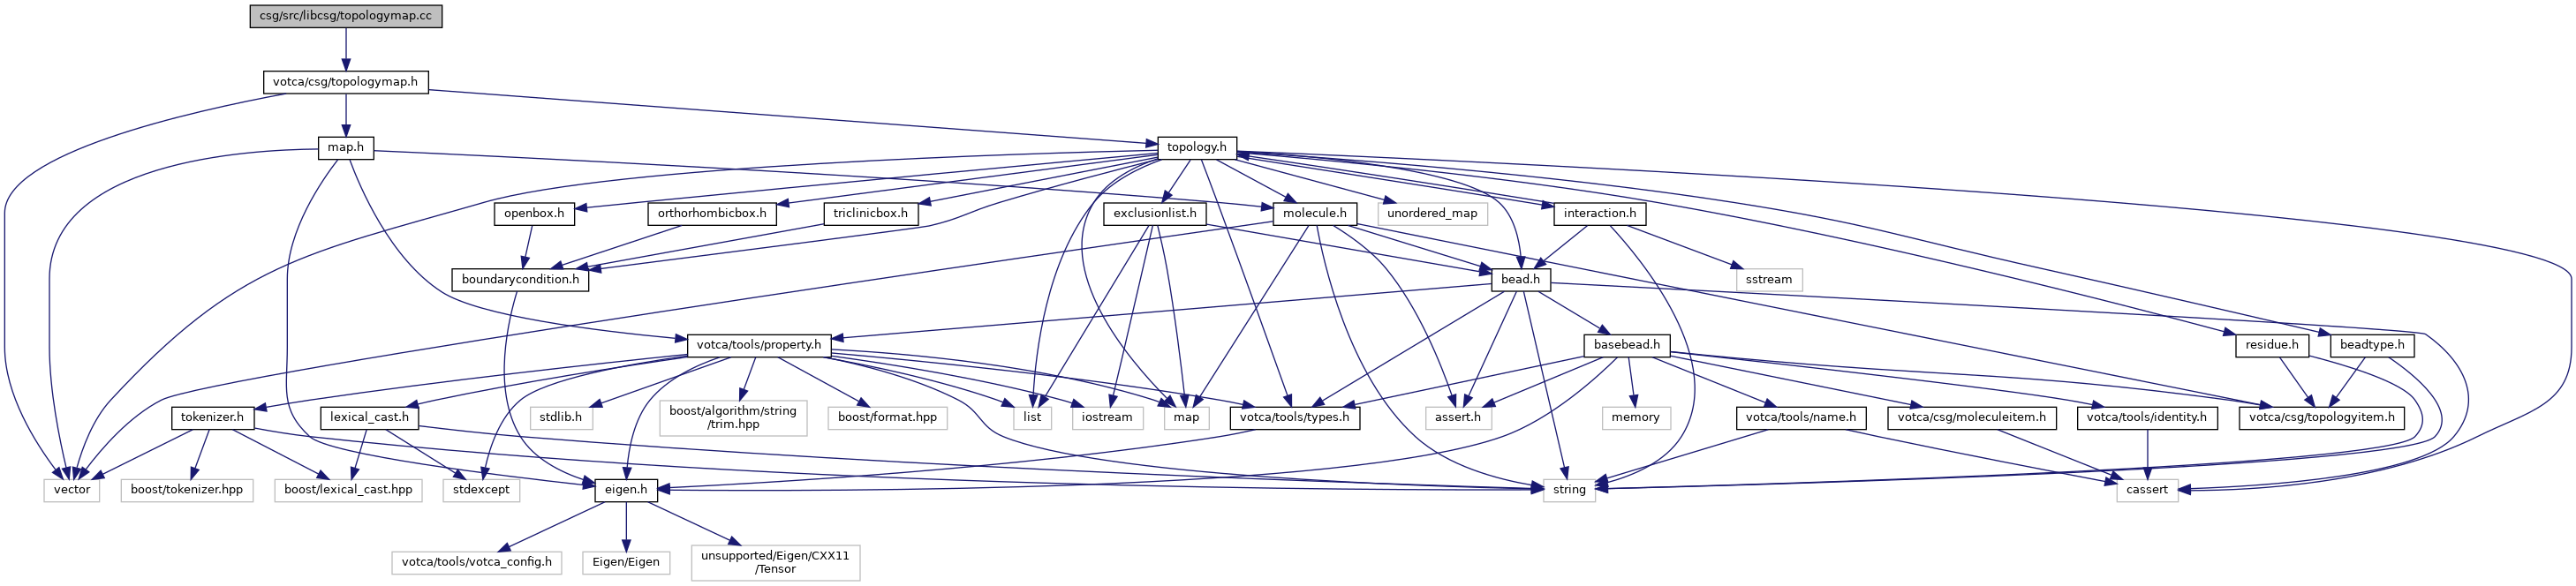 csg/src/libcsg/topologymap.cc
votca/csg/topologymap.h
map.h
topology.h
openbox.h
orthorhombicbox.h
triclinicbox.h
exclusionlist.h
molecule.h
unordered_map
interaction.h
boundarycondition.h
bead.h
sstream
votca/tools/property.h
basebead.h
residue.h
beadtype.h
tokenizer.h
lexical_cast.h
stdlib.h
boost/algorithm/string
/trim.hpp
boost/format.hpp
list
iostream
map
votca/tools/types.h
assert.h
memory
votca/tools/name.h
votca/csg/moleculeitem.h
votca/tools/identity.h
votca/csg/topologyitem.h
vector
boost/tokenizer.hpp
boost/lexical_cast.hpp
stdexcept
eigen.h
string
cassert
votca/tools/votca_config.h
Eigen/Eigen
unsupported/Eigen/CXX11
/Tensor